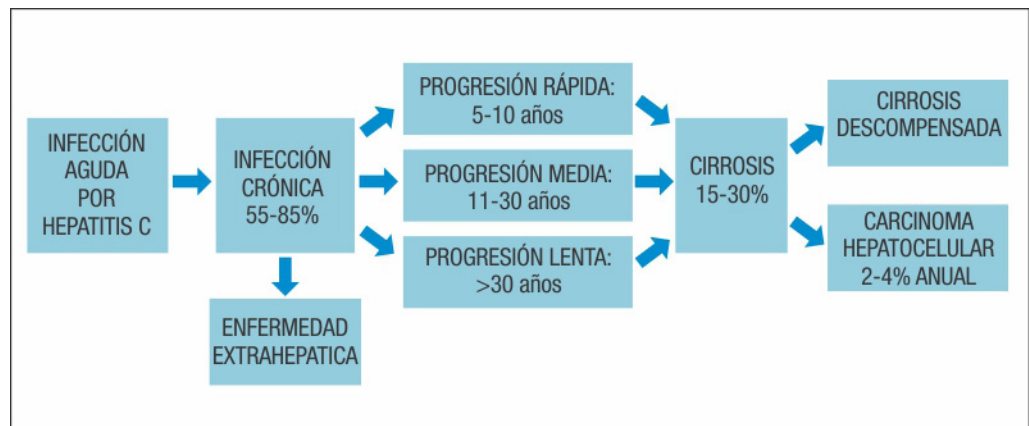 INFECCIÓN
AGUDA
POR
HEPATITIS C
INFECCIÓN
CRÓNICA
55-85%
ENFERMEDAD
EXTRAHEPATICA
PROGRESIÓN RÁPIDA:
5-10 años
PROGRESIÓN MEDIA:
11-30 años
PROGRESIÓN LENTA:
>30 años
CIRROSIS
15-30%
CIRROSIS
DESCOMPENSADA
CARCINOMA
HEPATOCELULAR
2-4% ANUAL